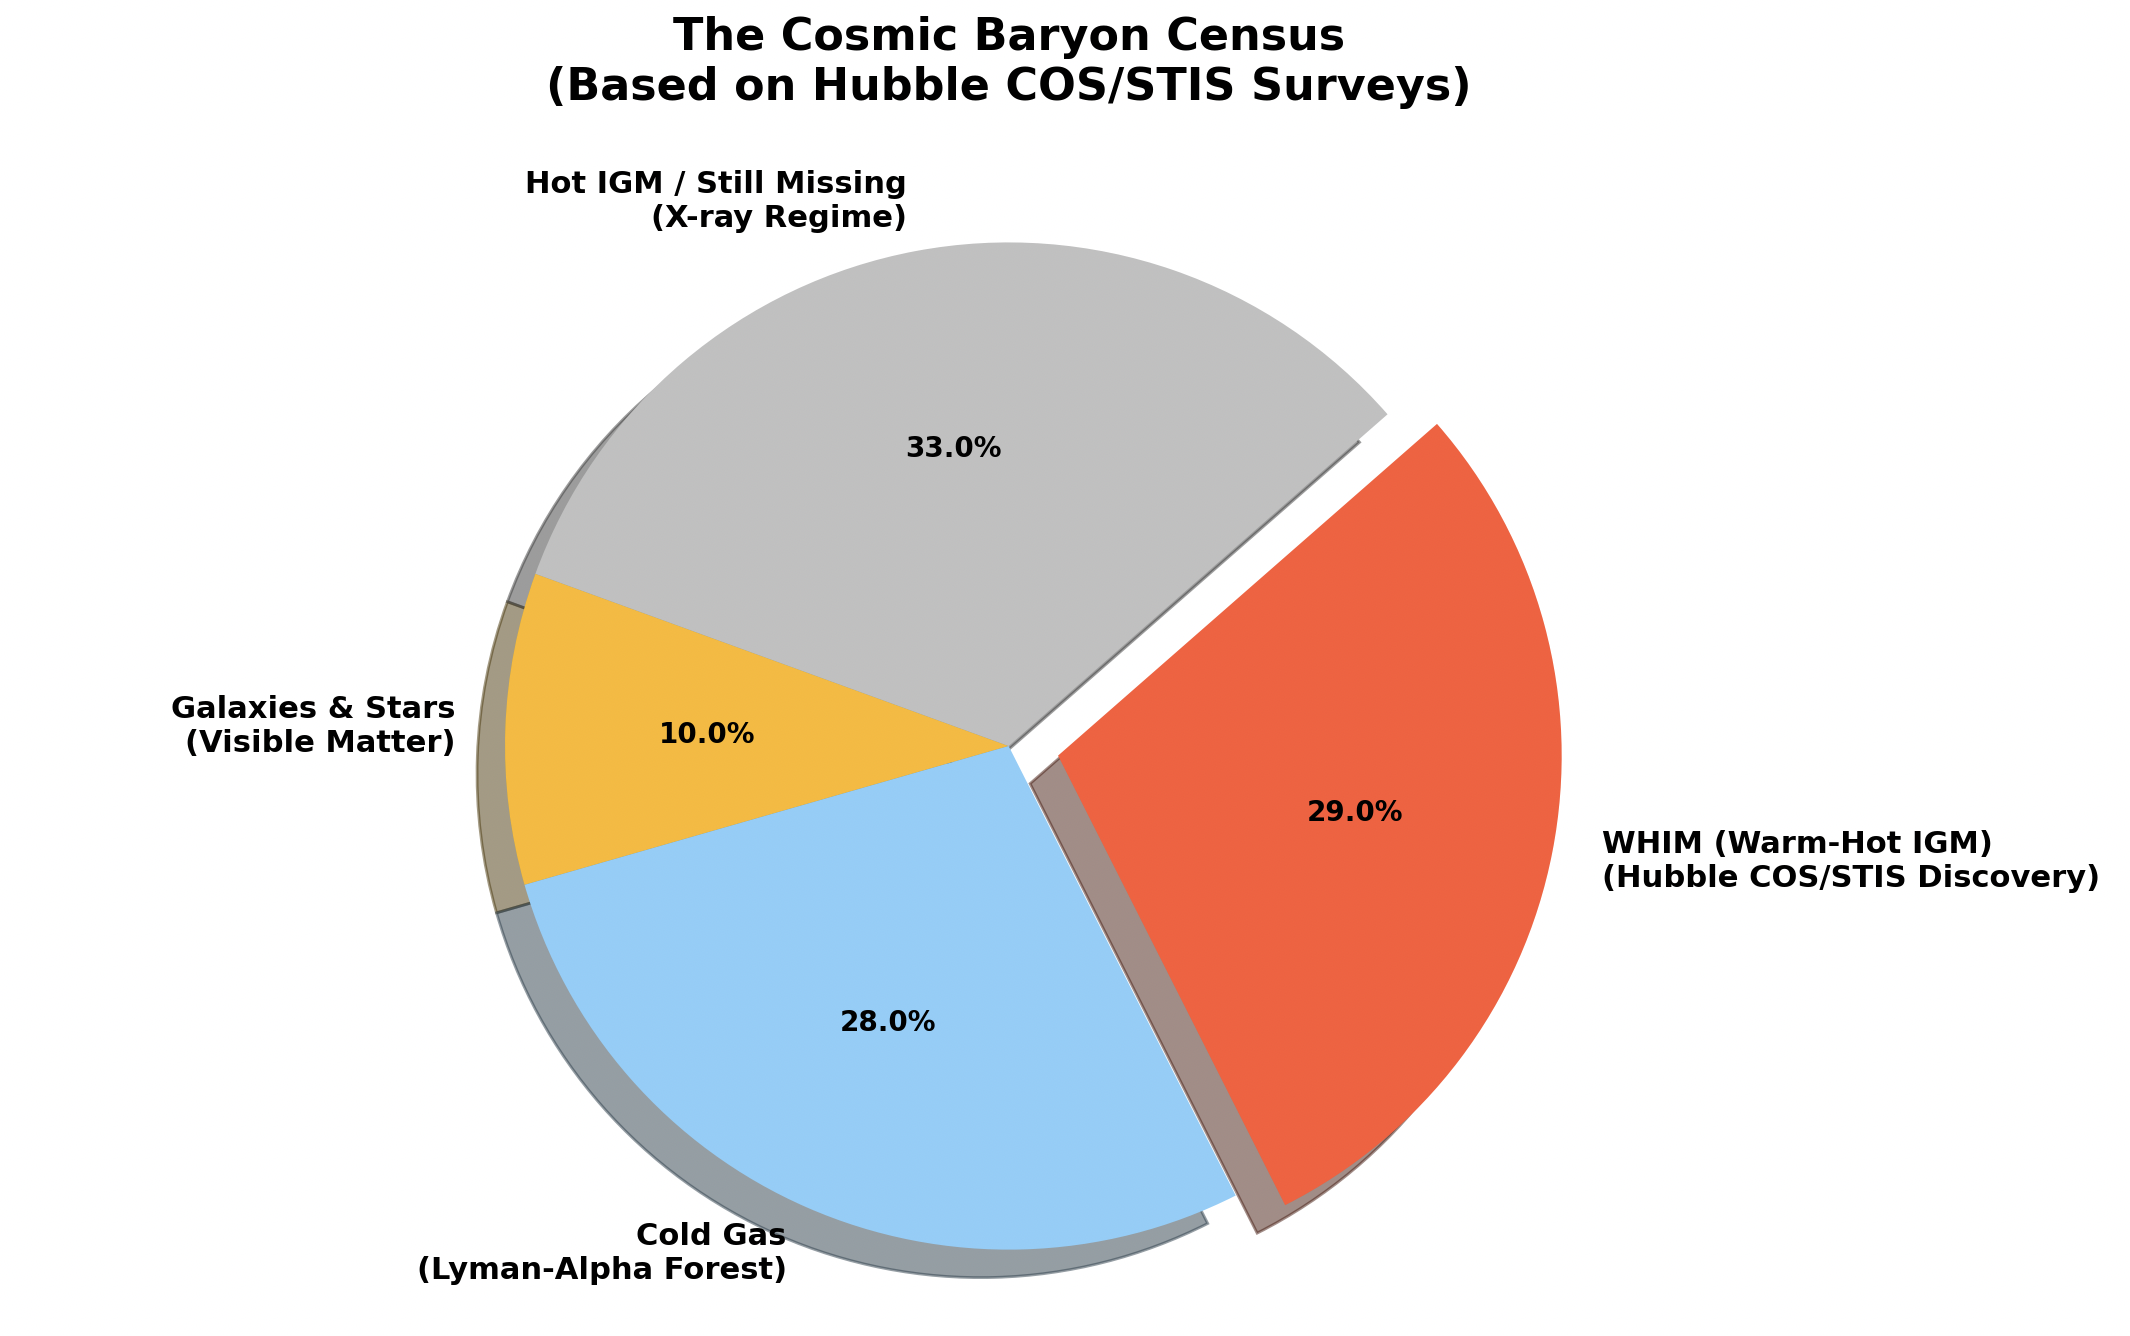 The Cosmic Baryon Census
(Based on Hubble COS/STIS Surveys)
Hot IGM / Still Missing
(X-ray Regime)
33.0%
Galaxies & Stars
(Visible Matter)
10.0%
29.0%
WHIM (Warm-Hot IGM)
(Hubble COS/STIS Discovery)
28.0%
Cold Gas
(Lyman-Alpha Forest)